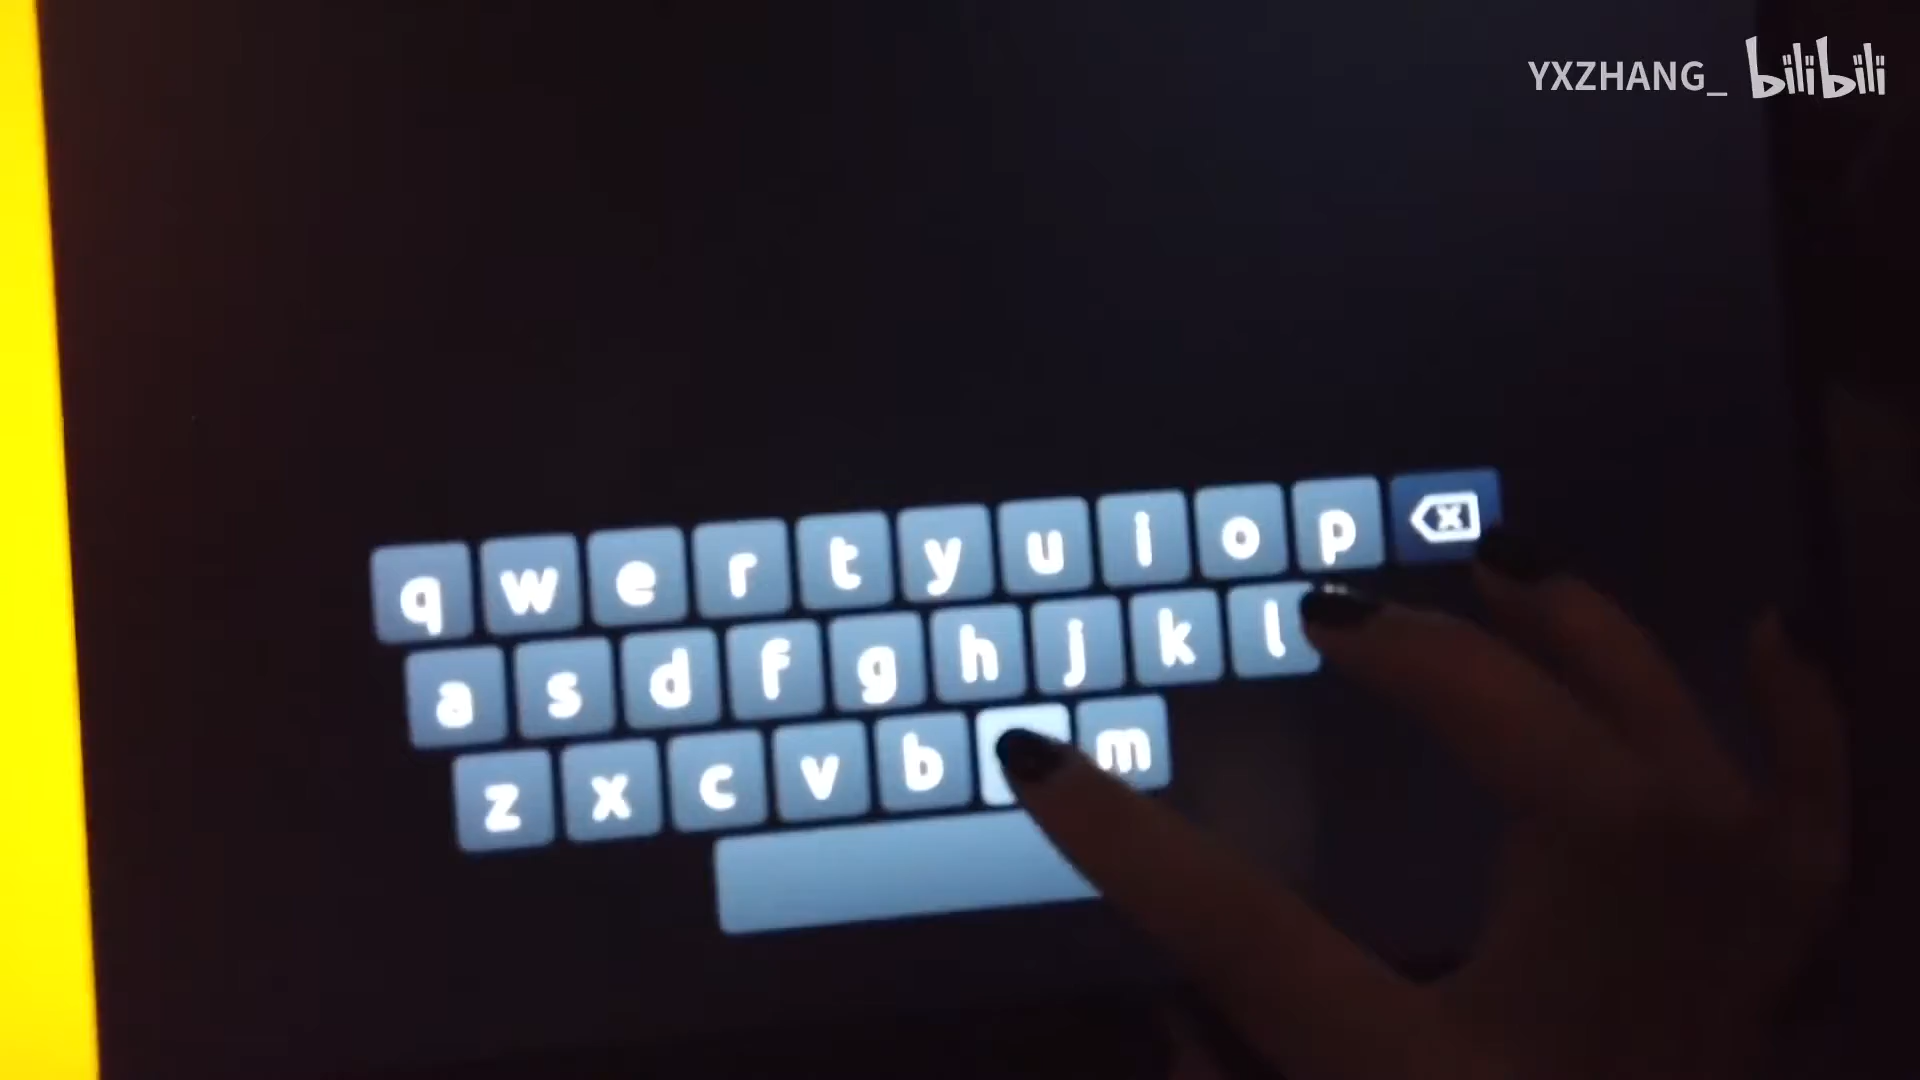 YXZHANG_ bilibili
q w e r t y u i o p
a s d f g h j k l
z x c v b m